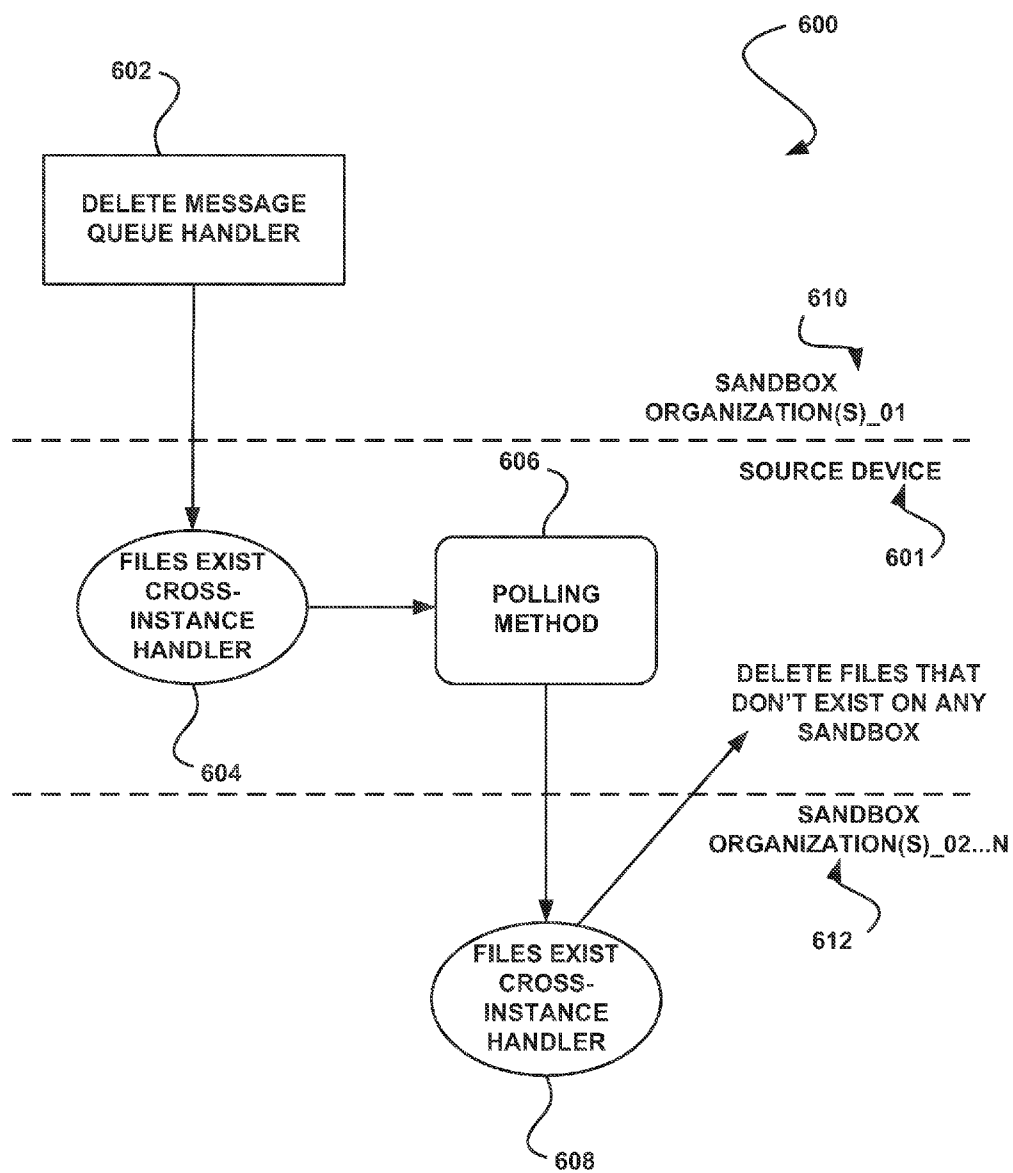 600
602
DELETE MESSAGE
QUEUE HANDLER
610
SANDBOX
ORGANIZATION(S)_01
606
SOURCE DEVICE
601
FILES EXIST
CROSS-
INSTANCE
HANDLER
POLLING
METHOD
604
DELETE FILES THAT
DON'T EXIST ON ANY
SANDBOX
SANDBOX
ORGANIZATION(S)_02...N
612
FILES EXIST
CROSS-
INSTANCE
HANDLER
608